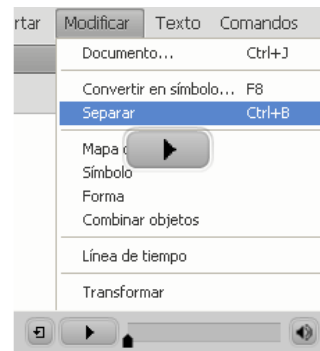 rtar Modificar Texto Comandos
Documento... Ctrl+J
Convertir en símbolo... F8
Separar Ctrl+B
Mapa
Símbolo
Forma
Combinar objetos
Línea de tiempo
Transformar